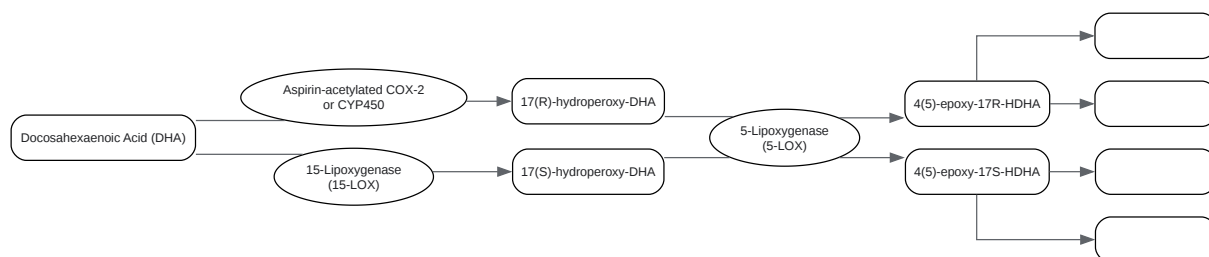 Docosahexaenoic Acid (DHA)
Aspirin-acetylated COX-2
or CYP450
15-Lipoxygenase
(15-LOX)
17(R)-hydroperoxy-DHA
17(S)-hydroperoxy-DHA
5-Lipoxygenase
(5-LOX)
4(5)-epoxy-17R-HDHA
4(5)-epoxy-17S-HDHA